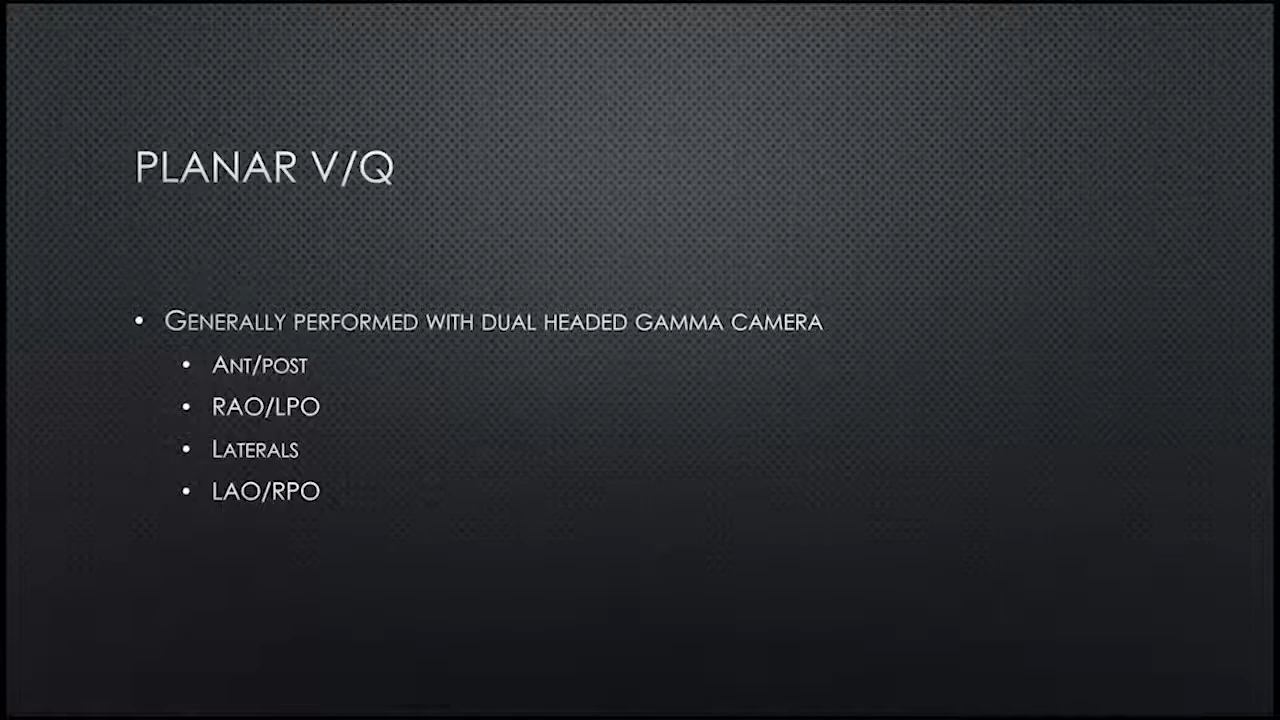 PLANAR V/Q
• GENERALLY PERFORMED WITH DUAL HEADED GAMMA CAMERA
• ANT/POST
• RAO/LPO
• LATERALS
• LAO/RPO